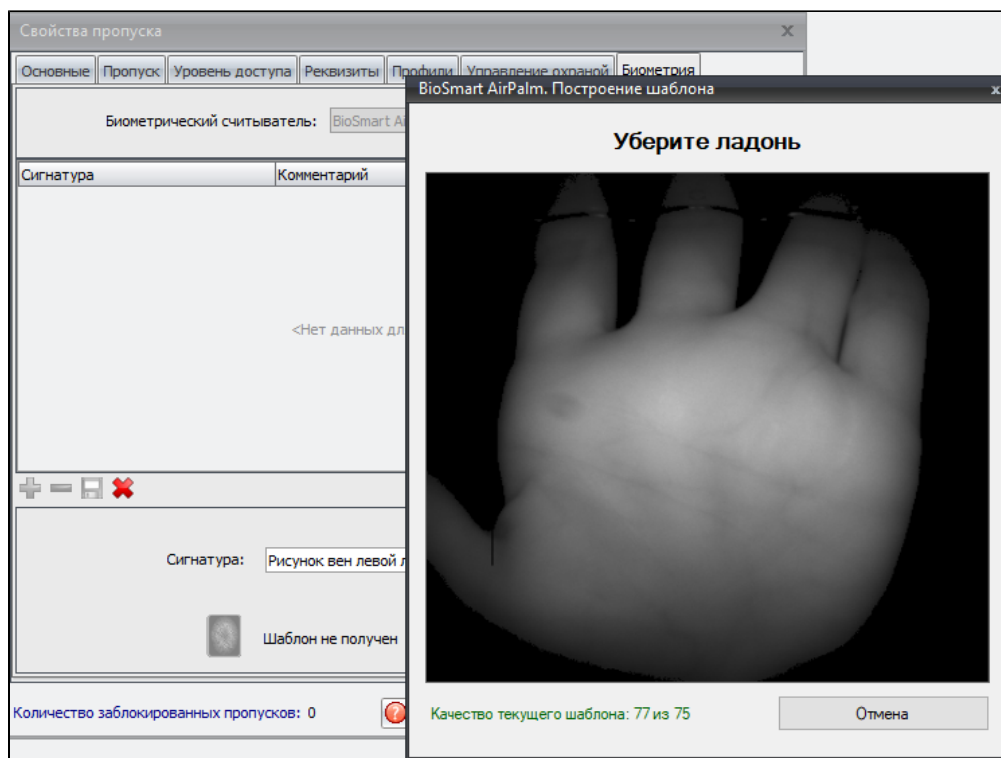 Свойства пропуска
Основные Пропуск Уровень доступа Реквизиты Профили Управление охраной Биометрия
BioSmart AirPalm. Построение шаблона
Биометрический считыватель: BioSmart
Уберите ладонь
Сигнатура Комментарий
<Нет данных
Сигнатура: Рисунок вен левой
Шаблон не получен
Количество заблокированных пропусков: 0
Качество текущего шаблона: 77 из 75
Отмена